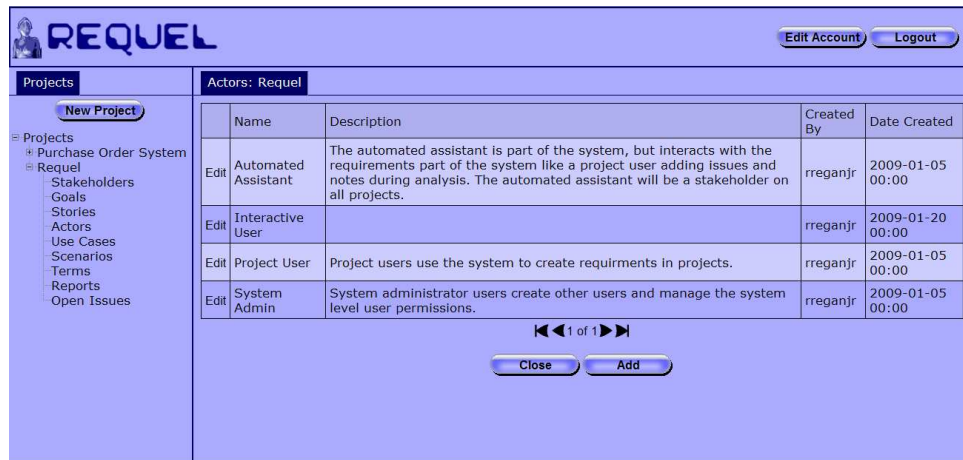 REQUEL
Edit Account
Logout
Projects
New Project
Projects
Purchase Order System
Requel
Stakeholders
Goals
Stories
Actors
Use Cases
Scenarios
Terms
Reports
Open Issues
Actors: Requel
Name Description Created By Date Created
Edit Automated Assistant
The automated assistant is part of the system, but interacts with the
requirements part of the system like a project user adding issues and
notes during analysis. The automated assistant will be a stakeholder on
all projects.
rreganjr 2009-01-05 00:00
Edit Interactive User rreganjr 2009-01-20 00:00
Edit Project User Project users use the system to create requirments in projects. rreganjr 2009-01-05 00:00
Edit System Admin
System administrator users create other users and manage the system
level user permissions.
rreganjr 2009-01-05 00:00
1 of 1
Close Add